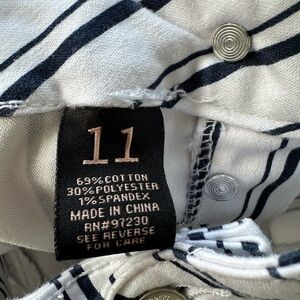 11
69%COTTON
30%POLYESTER
1%SPANDEX
MADE IN CHINA
RN#97230
SEE REVERSE
FOR CARE